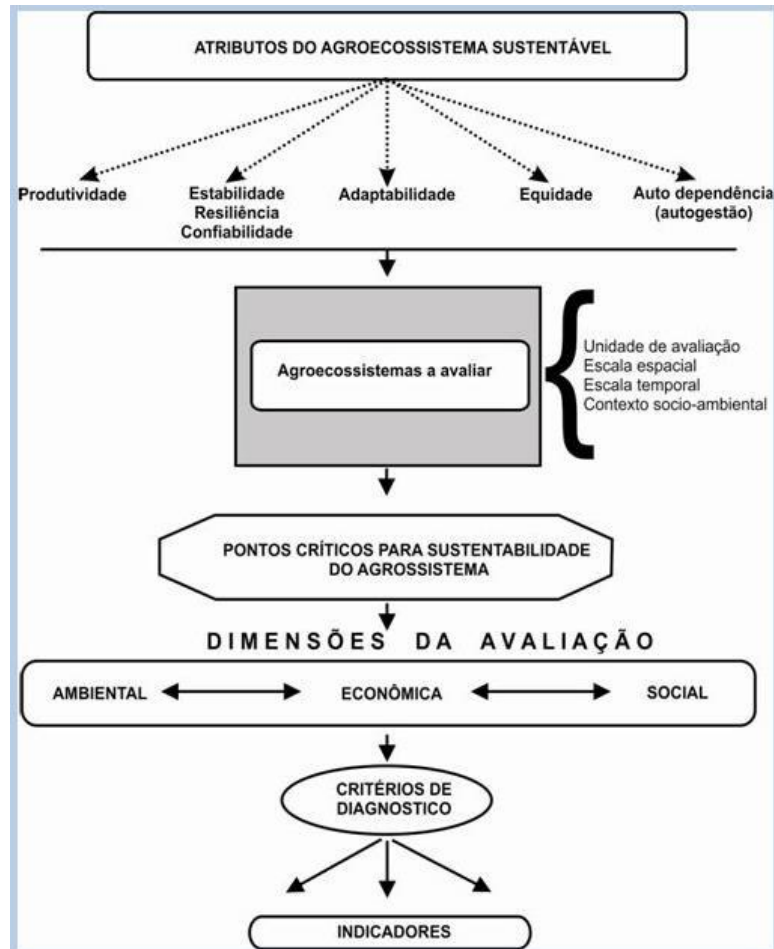 ATRIBUTOS DO AGROECOSSISTEMA SUSTENTÁVEL
Produtividade
Estabilidade
Resiliência
Confiabilidade
Adaptabilidade
Equidade
Auto dependência
(autogestão)
Agroecossistemas a avaliar
Unidade de avaliação
Escala espacial
Escala temporal
Contexto socio-ambiental
PONTOS CRÍTICOS PARA SUSTENTABILIDADE
DO AGROSSISTEMA
DIMENSÕES DA AVALIAÇÃO
AMBIENTAL
ECONÔMICA
SOCIAL
CRITÉRIOS DE
DIAGNOSTICO
INDICADORES